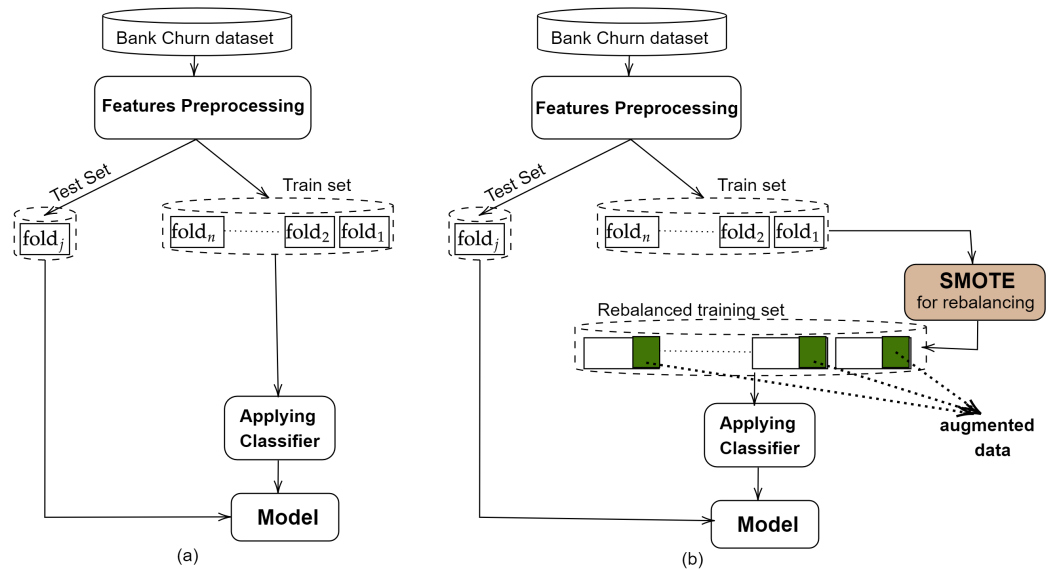 Bank Churn dataset
Features Preprocessing
Test Set
Train set
fold_j
fold_n ........... fold_2 fold_1
Applying
Classifier
Model
(a)
Bank Churn dataset
Features Preprocessing
Test Set
Train set
fold_j
fold_n ........... fold_2 fold_1
SMOTE
for rebalancing
Rebalanced training set
augmented
data
Applying
Classifier
Model
(b)